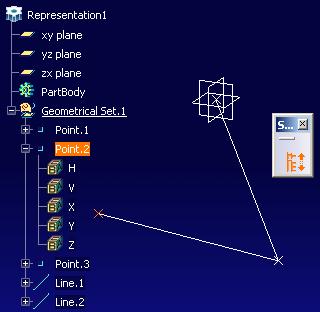 Representation1
xy plane
yz plane
zx plane
PartBody
Geometrical Set.1
Point.1
Point.2
H
V
X
Y
Z
Point.3
Line.1
Line.2
S...